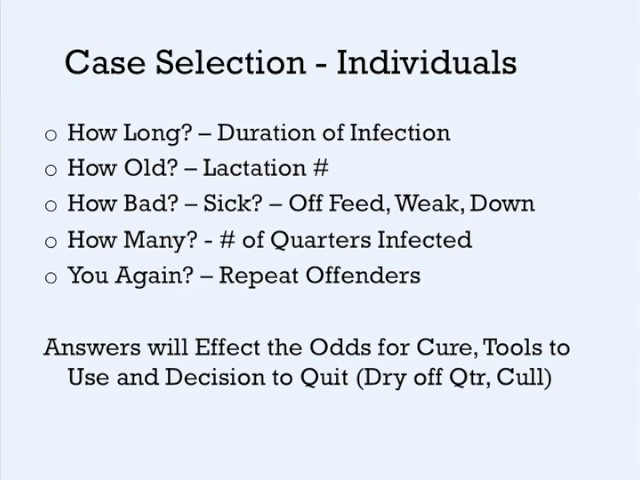 Case Selection - Individuals
o How Long? – Duration of Infection
o How Old? – Lactation #
o How Bad? – Sick? – Off Feed, Weak, Down
o How Many? - # of Quarters Infected
o You Again? – Repeat Offenders
Answers will Effect the Odds for Cure, Tools to
Use and Decision to Quit (Dry off Qtr, Cull)